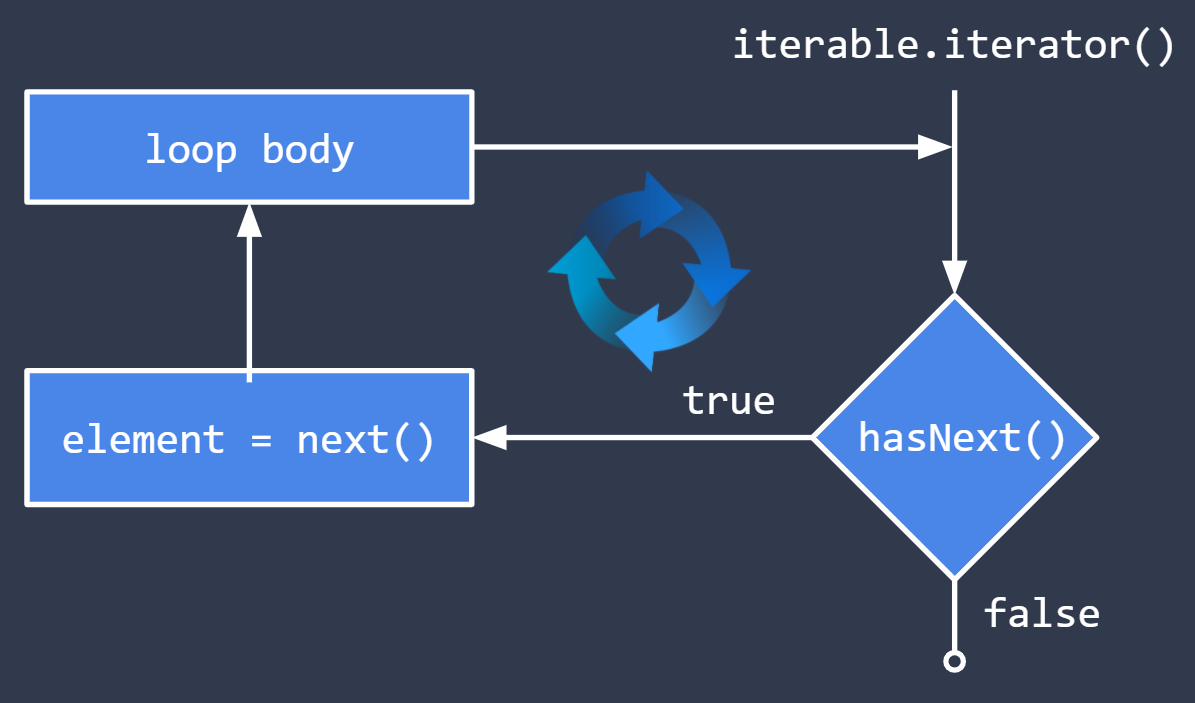 iterable.iterator()
loop body
true
element = next()
hasNext()
false